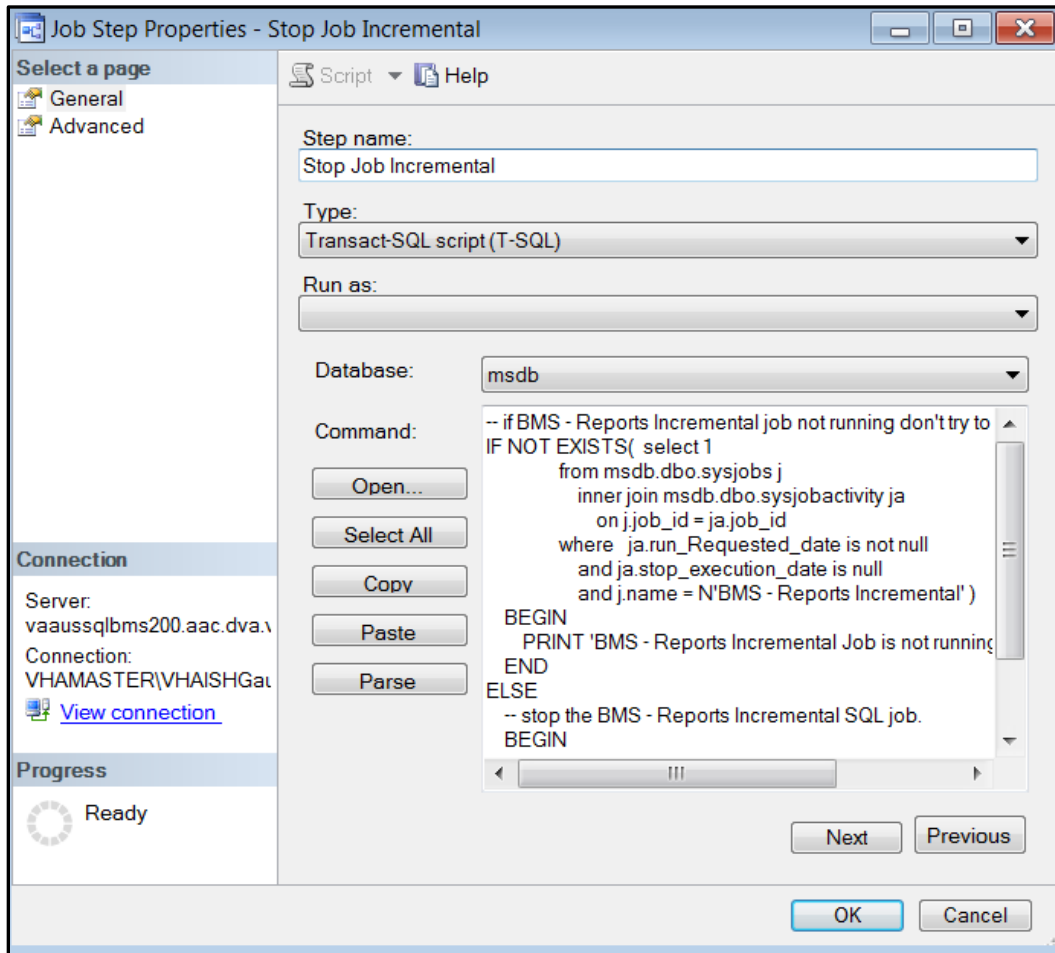 Job Step Properties - Stop Job Incremental
Select a page
General
Advanced
Script
Help
Step name:
Stop Job Incremental
Type:
Transact-SQL script (T-SQL)
Run as:
Database:
msdb
Command:
Open...
Select All
Copy
Paste
Parse
-- if BMS - Reports Incremental job not running don't try to
IF NOT EXISTS( select 1
from msdb.dbo.sysjobs j
inner join msdb.dbo.sysjobactivity ja
on j.job_id = ja.job_id
where ja.run_Requested_date is not null
and ja.stop_execution_date is null
and j.name = N'BMS - Reports Incremental' )
BEGIN
PRINT 'BMS - Reports Incremental Job is not running
END
ELSE
-- stop the BMS - Reports Incremental SQL job.
BEGIN
Connection
Server:
vaaussqlbms200.aac.dva.v
Connection:
VHAMASTER\VHAISHGau
View connection
Progress
Ready
Next
Previous
OK
Cancel